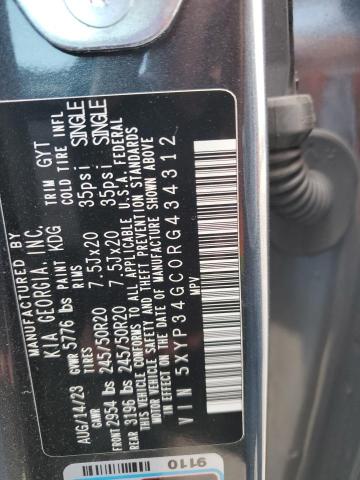 MANUFACTURED BY
KIA GEORGIA, INC.
AUG/14/23 GVWR 5776 lbs PAINT KDG TRIM GYT
GAWR TIRES RIMS COLD TIRE INFL
FRONT 2954 lbs 245/50R20 7.5Jx20 35psi SINGLE
REAR 3196 lbs 245/50R20 7.5Jx20 35psi SINGLE
THIS VEHICLE CONFORMS TO ALL APPLICABLE U.S.A. FEDERAL
MOTOR VEHICLE SAFETY AND THEFT PREVENTION STANDARDS
IN EFFECT ON THE DATE OF MANUFACTURE SHOWN ABOVE
VIN 5XYP34GC0RG434312
MPV
9110